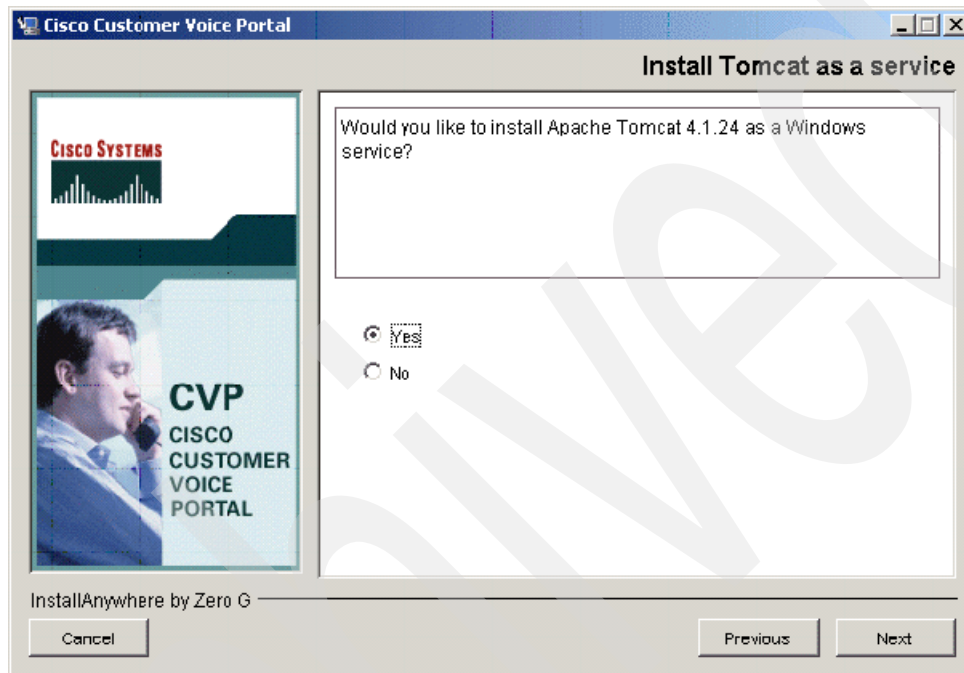 Cisco Customer Voice Portal
Install Tomcat as a service
CISCO SYSTEMS
Would you like to install Apache Tomcat 4.1.24 as a Windows
service?
Yes
No
CVP
CISCO
CUSTOMER
VOICE
PORTAL
InstallAnywhere by Zero G
Cancel
Previous
Next